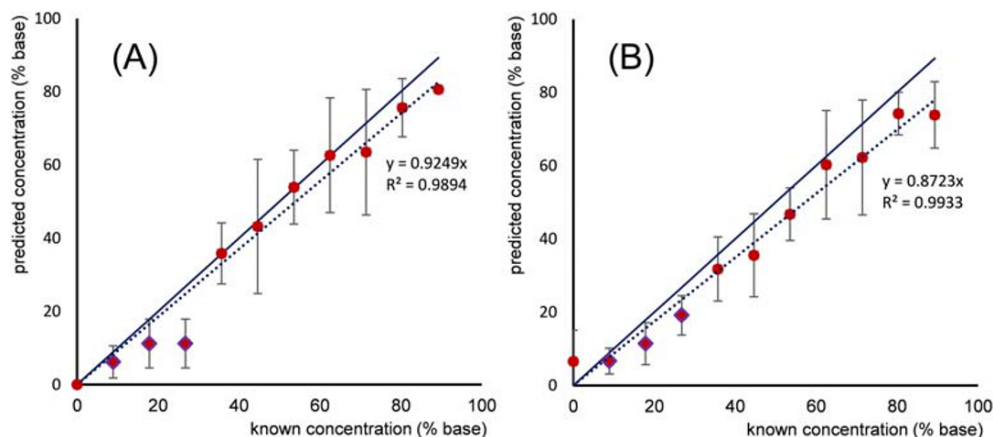 (A)
predicted concentration (% base)
100
80
60
40
20
0
y = 0.9249x
R² = 0.9894
0 20 40 60 80 100
known concentration (% base)
(B)
predicted concentration (% base)
100
80
60
40
20
0
y = 0.8723x
R² = 0.9933
0 20 40 60 80 100
known concentration (% base)